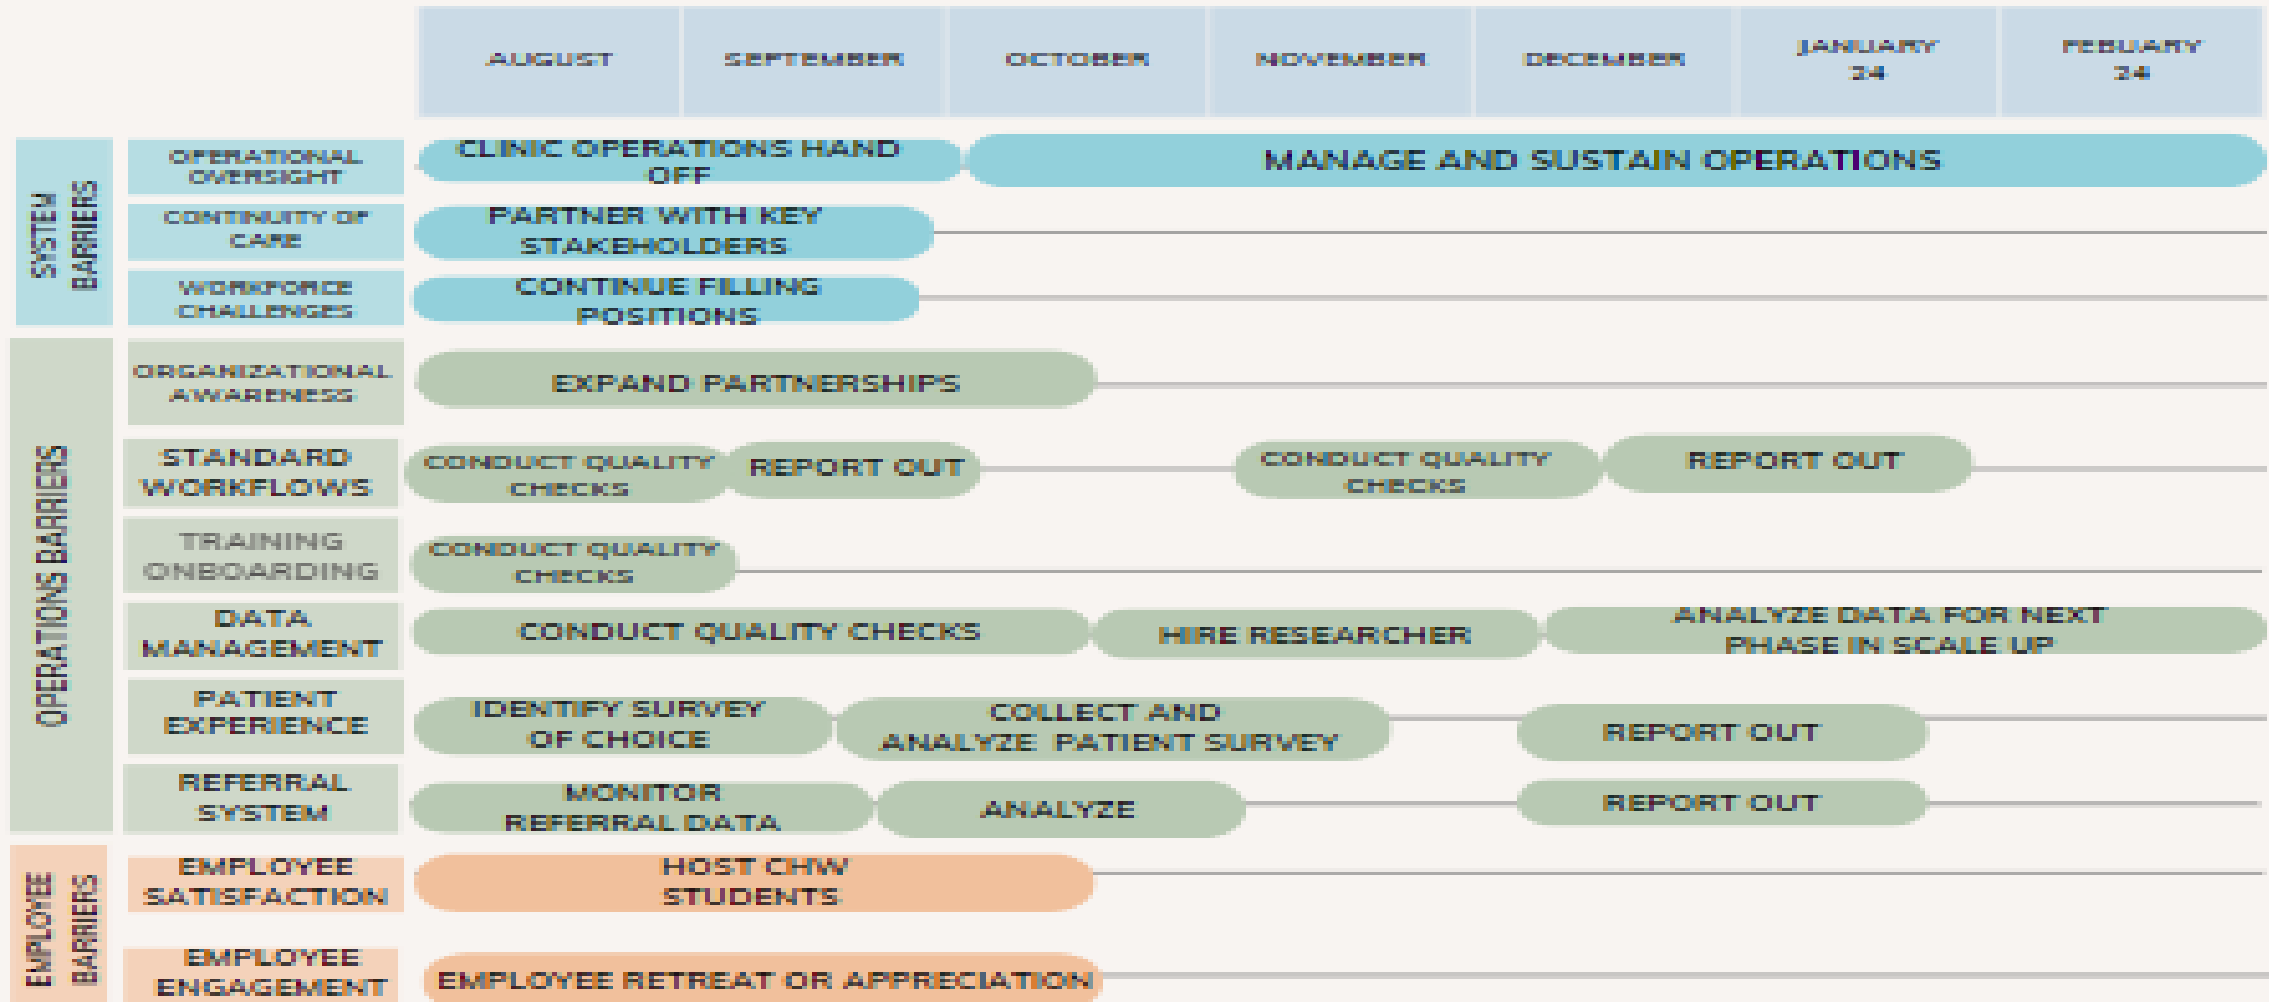 AUGUST
SEPTEMBER
OCTOBER
NOVEMBER
DECEMBER
JANUARY
24
FEBUARY
24
SYSTEM
BARRIERS
OPERATIONAL
OVERSIGHT
CLINIC OPERATIONS HAND
OFF
MANAGE AND SUSTAIN OPERATIONS
CONTINUITY OF
CARE
PARTNER WITH KEY
STAKEHOLDERS
WORKFORCE
CHALLENGES
CONTINUE FILLING
POSITIONS
OPERATIONS BARRIERS
ORGANIZATIONAL
AWARENESS
EXPAND PARTNERSHIPS
STANDARD
WORKFLOWS
CONDUCT QUALITY
CHECKS
REPORT OUT
CONDUCT QUALITY
CHECKS
REPORT OUT
TRAINING
ONBOARDING
CONDUCT QUALITY
CHECKS
DATA
MANAGEMENT
CONDUCT QUALITY CHECKS
HIRE RESEARCHER
ANALYZE DATA FOR NEXT
PHASE IN SCALE UP
PATIENT
EXPERIENCE
IDENTIFY SURVEY
OF CHOICE
COLLECT AND
ANALYZE PATIENT SURVEY
REPORT OUT
REFERRAL
SYSTEM
MONITOR
REFERRAL DATA
ANALYZE
REPORT OUT
EMPLOYEE
BARRIERS
EMPLOYEE
SATISFACTION
HOST CHW
STUDENTS
EMPLOYEE
ENGAGEMENT
EMPLOYEE RETREAT OR APPRECIATION